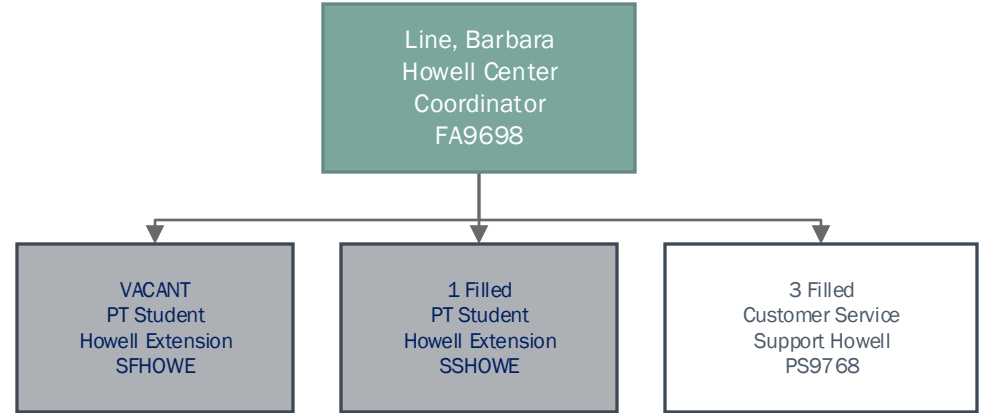 Line, Barbara
Howell Center
Coordinator
FA9698
VACANT
PT Student
Howell Extension
SFHOWE
1 Filled
PT Student
Howell Extension
SSHOWE
3 Filled
Customer Service
Support Howell
PS9768